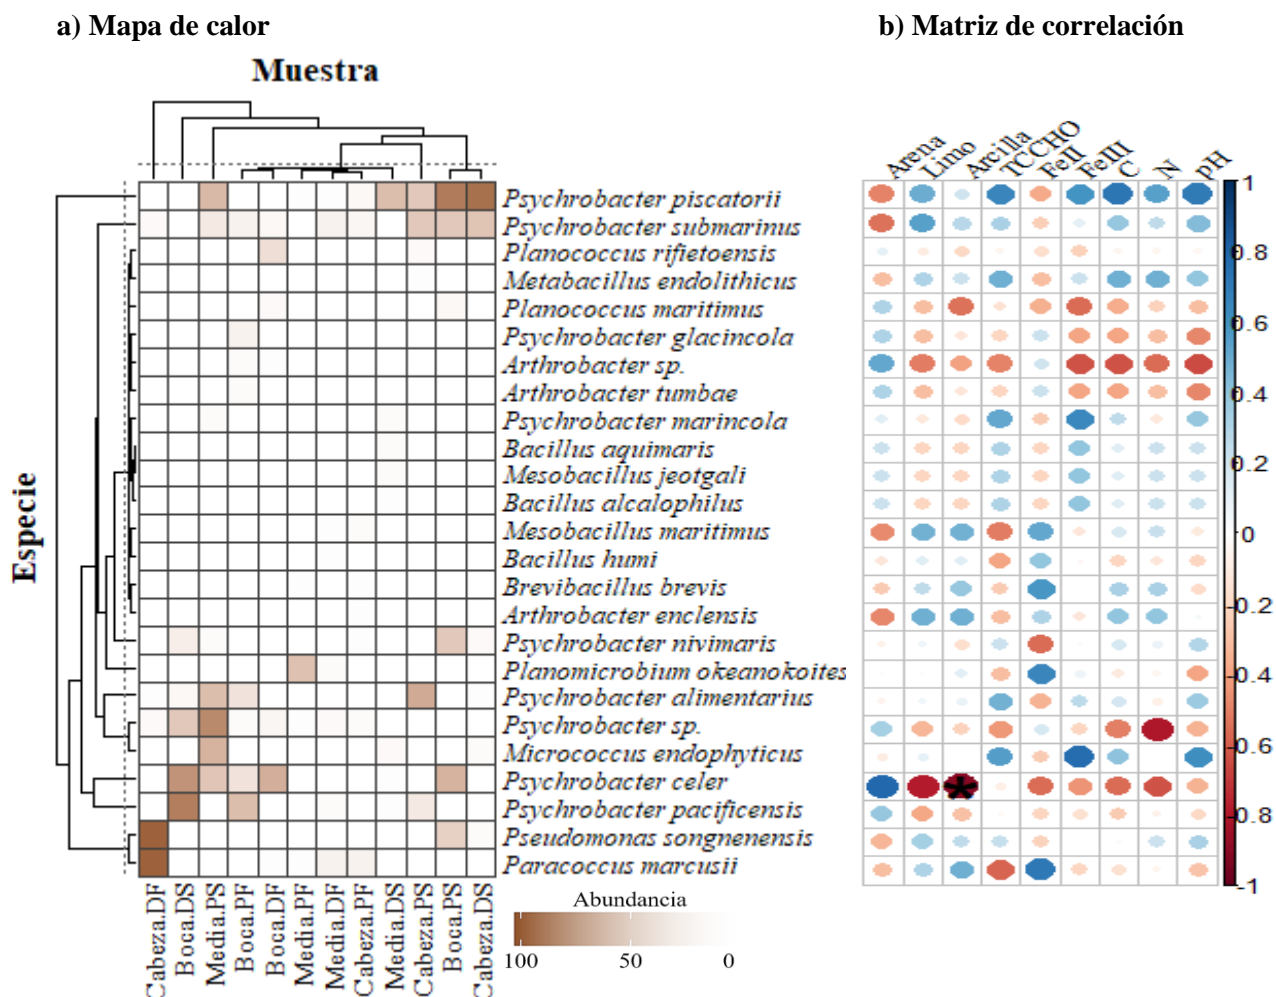 a) Mapa de calor
b) Matriz de correlación
Muestra
Arena
Limo
Arcilla
TCCHO
FeII
FeIII
C
N
pH
Especie
Psychrobacter piscatorii
Psychrobacter submarinus
Planococcus rifietoensis
Metabacillus endolithicus
Planococcus maritimus
Psychrobacter glacincola
Arthrobacter sp.
Arthrobacter tumbae
Psychrobacter marincola
Bacillus aquimaris
Mesobacillus jeotgali
Bacillus alcalophilus
Mesobacillus maritimus
Bacillus humi
Brevibacillus brevis
Arthrobacter enclensis
Psychrobacter nivimaris
Planomicrobium okeanokoites
Psychrobacter alimentarius
Psychrobacter sp.
Micrococcus endophyticus
Psychrobacter celer
Psychrobacter pacificensis
Pseudomonas songnenensis
Paracoccus marcusii
1
0.8
0.6
0.4
0.2
0
-0.2
-0.4
-0.6
-0.8
-1
Cabeza.DF
Boca.DS
Media.PS
Boca.PF
Boca.DF
Media.PF
Media.DF
Cabeza.PF
Media.DS
Cabeza.PS
Boca.PS
Cabeza.DS
Abundancia
100 50 0